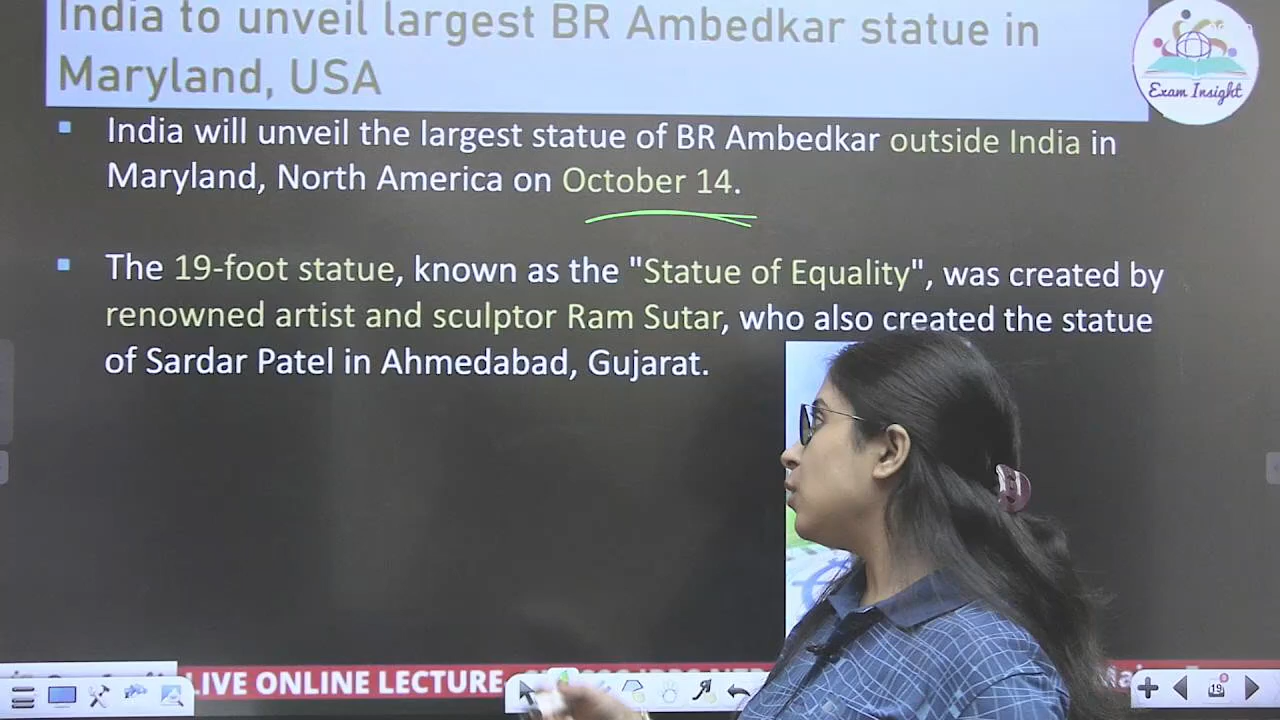 India to unveil largest BR Ambedkar statue in
Maryland, USA
Exam Insight
India will unveil the largest statue of BR Ambedkar outside India in
Maryland, North America on October 14.
The 19-foot statue, known as the "Statue of Equality", was created by
renowned artist and sculptor Ram Sutar, who also created the statue
of Sardar Patel in Ahmedabad, Gujarat.
LIVE ONLINE LECTURE
19